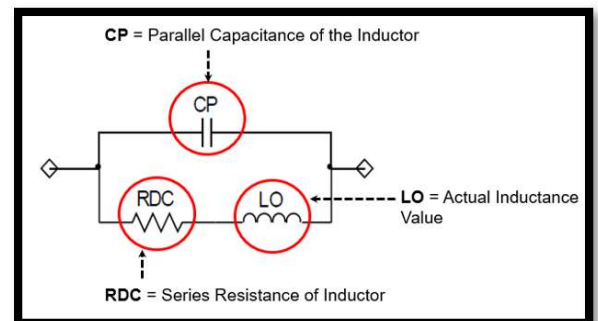 CP = Parallel Capacitance of the Inductor
CP
RDC
LO
LO = Actual Inductance
Value
RDC = Series Resistance of Inductor